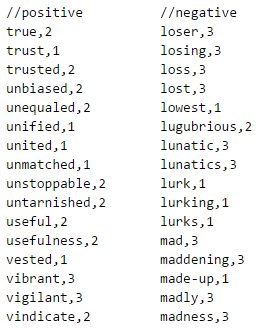 //positive
true,2
trust,1
trusted,2
unbiased,2
unequaled,2
unified,1
united,1
unmatched,1
unstoppable,2
untarnished,2
useful,2
usefulness,2
vested,1
vibrant,3
vigilant,3
vindicate,2
//negative
loser,3
losing,3
loss,3
lost,3
lowest,1
lugubrious,2
lunatic,3
lunatics,3
lurk,1
lurking,1
lurks,1
mad,3
maddening,3
made-up,1
madly,3
madness,3